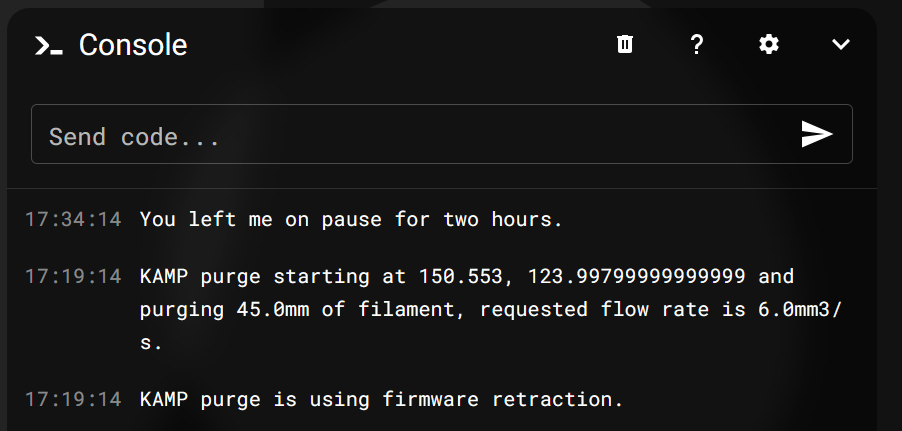 Console
Send code...
17:34:14 You left me on pause for two hours.
17:19:14 KAMP purge starting at 150.553, 123.99799999999999 and
purging 45.0mm of filament, requested flow rate is 6.0mm3/
s.
17:19:14 KAMP purge is using firmware retraction.